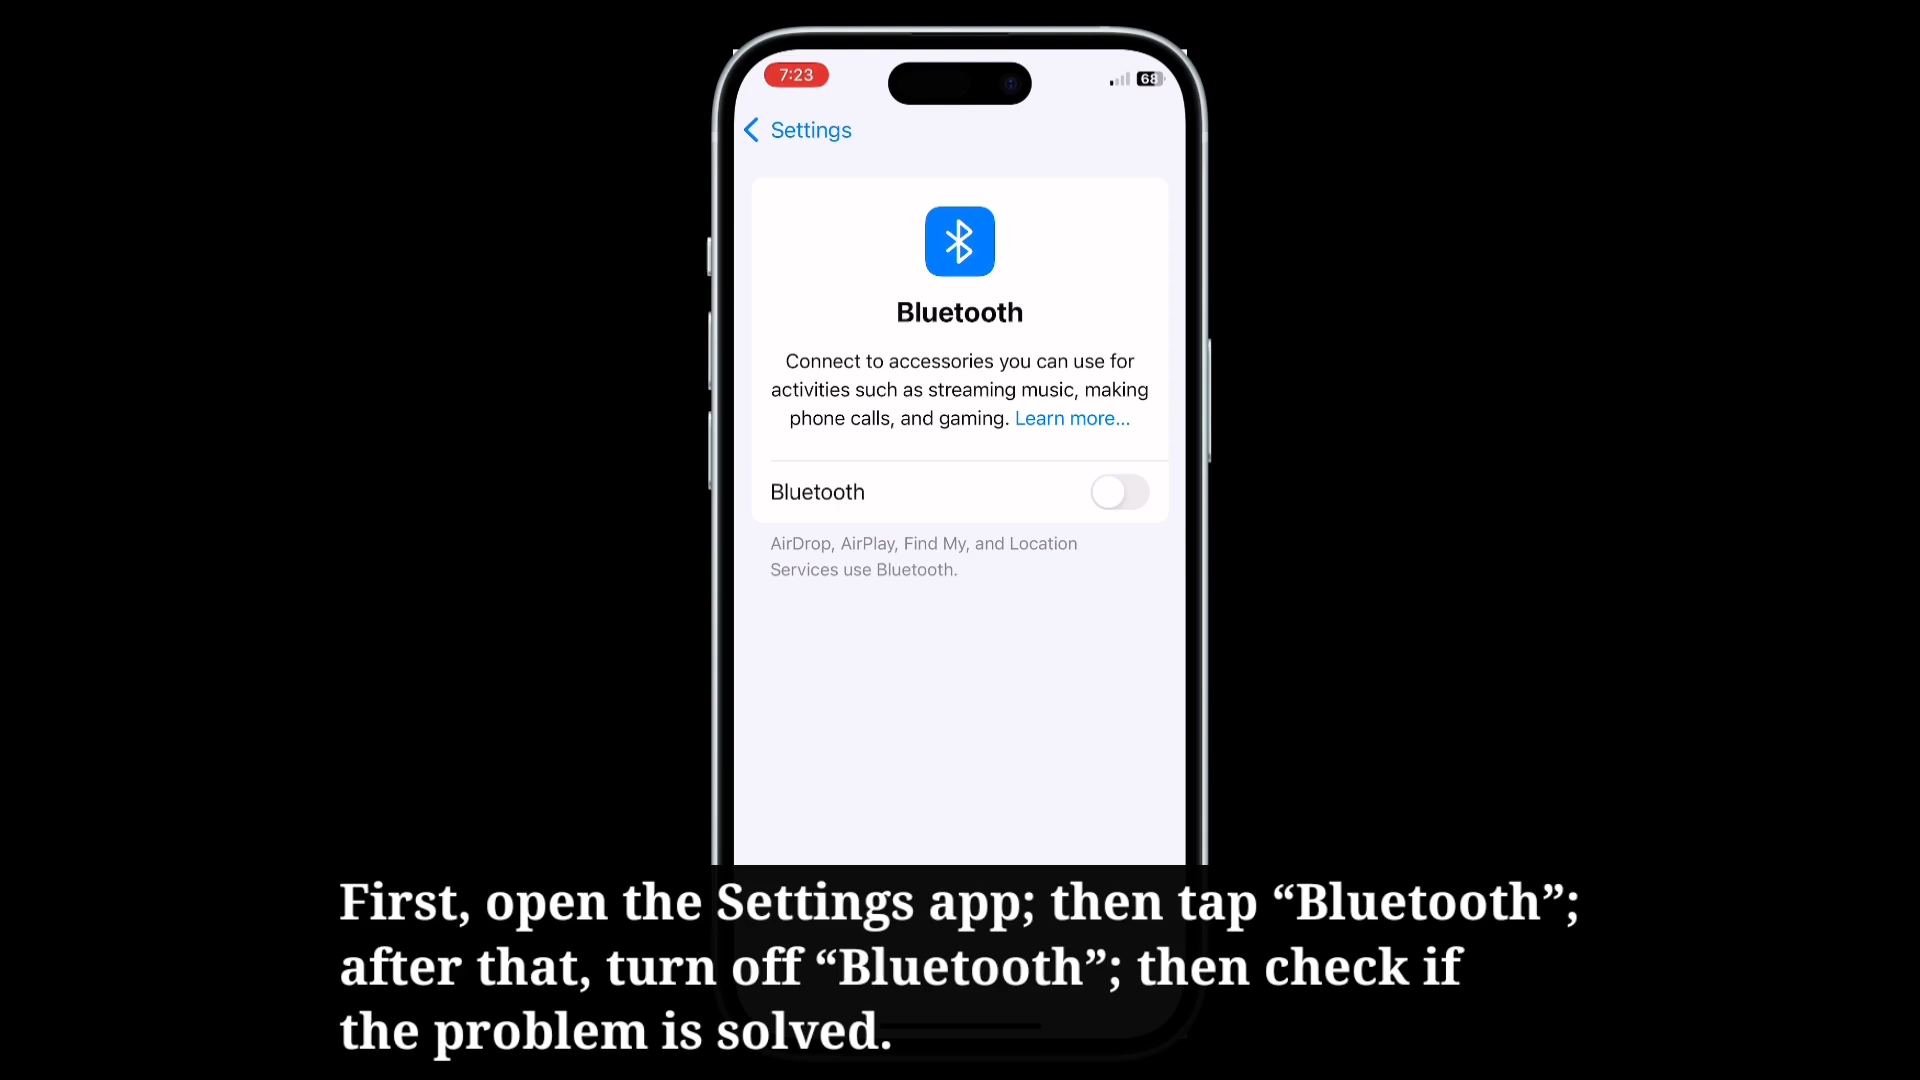 7:23
68
Settings
Bluetooth
Connect to accessories you can use for
activities such as streaming music, making
phone calls, and gaming. Learn more...
Bluetooth
AirDrop, AirPlay, Find My, and Location
Services use Bluetooth.
First, open the Settings app; then tap “Bluetooth”;
after that, turn off “Bluetooth”; then check if
the problem is solved.